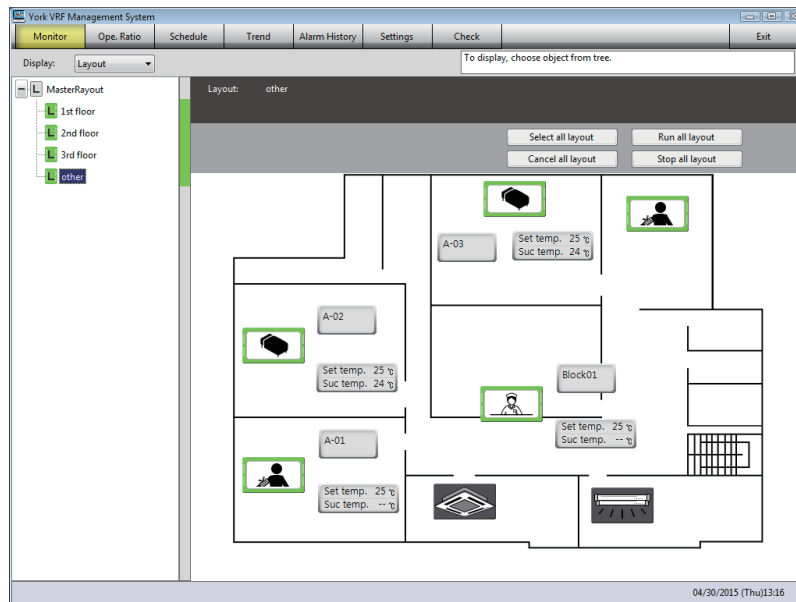 York VRF Management System
Monitor Ope. Ratio Schedule Trend Alarm History Settings Check Exit
Display: Layout
To display, choose object from tree.
MasterRayout
1st floor
2nd floor
3rd floor
other
Layout: other
Select all layout Run all layout
Cancel all layout Stop all layout
A-03
Set temp. 25 ℃
Suc temp. 24 ℃
A-02
Set temp. 25 ℃
Suc temp. 24 ℃
Block01
Set temp. 25 ℃
Suc temp. -- ℃
A-01
Set temp. 25 ℃
Suc temp. -- ℃
04/30/2015 (Thu)13:16